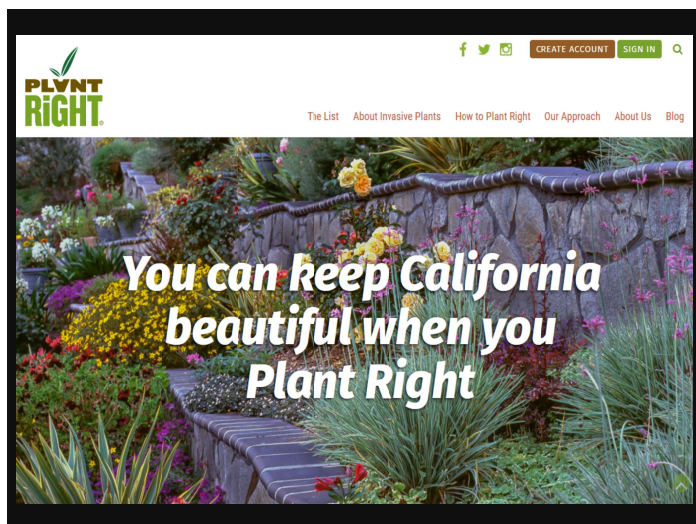 PLANT
RiGHT
CREATE ACCOUNT
SIGN IN
The List
About Invasive Plants
How to Plant Right
Our Approach
About Us
Blog
You can keep California
beautiful when you
Plant Right